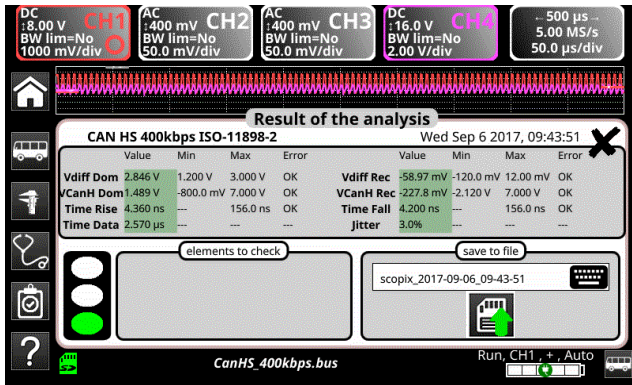 DC
↕8.00 V CH1
BW lim=No
1000 mV/div
AC
↕400 mV CH2
BW lim=No
50.0 mV/div
AC
↕400 mV CH3
BW lim=No
50.0 mV/div
DC
↕16.0 V CH4
BW lim=No
2.00 V/div
←500 µs→
5.00 MS/s
50.0 µs/div
Result of the analysis
CAN HS 400kbps ISO-11898-2 Wed Sep 6 2017, 09:43:51
Value Min Max Error Value Min Max Error
Vdiff Dom 2.846 V 1.200 V 3.000 V OK Vdiff Rec -58.97 mV -120.0 mV 12.00 mV OK
VCanH Dom 1.489 V -800.0 mV 7.000 V OK VCanH Rec -227.8 mV -2.120 V 7.000 V OK
Time Rise 4.360 ns --- 156.0 ns OK Time Fall 4.200 ns --- 156.0 ns OK
Time Data 2.570 µs --- --- --- Jitter 3.0% --- --- ---
elements to check save to file
scopix_2017-09-06_09-43-51
?
CanHS_400kbps.bus
Run, CH1 , + , Auto